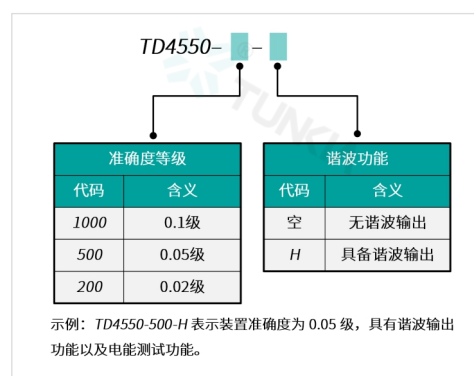 TD4550- -
TUNKIA
准确度等级
代码 含义
1000 0.1级
500 0.05级
200 0.02级
谐波功能
代码 含义
空 无谐波输出
H 具备谐波输出
示例：TD4550-500-H 表示装置准确度为 0.05 级，具有谐波输出
功能以及电能测试功能。